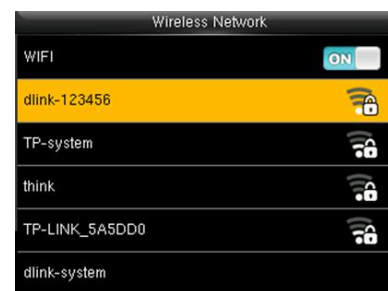 Wireless Network
WIFI ON
dlink-123456
TP-system
think
TP-LINK_5A5DD0
dlink-system